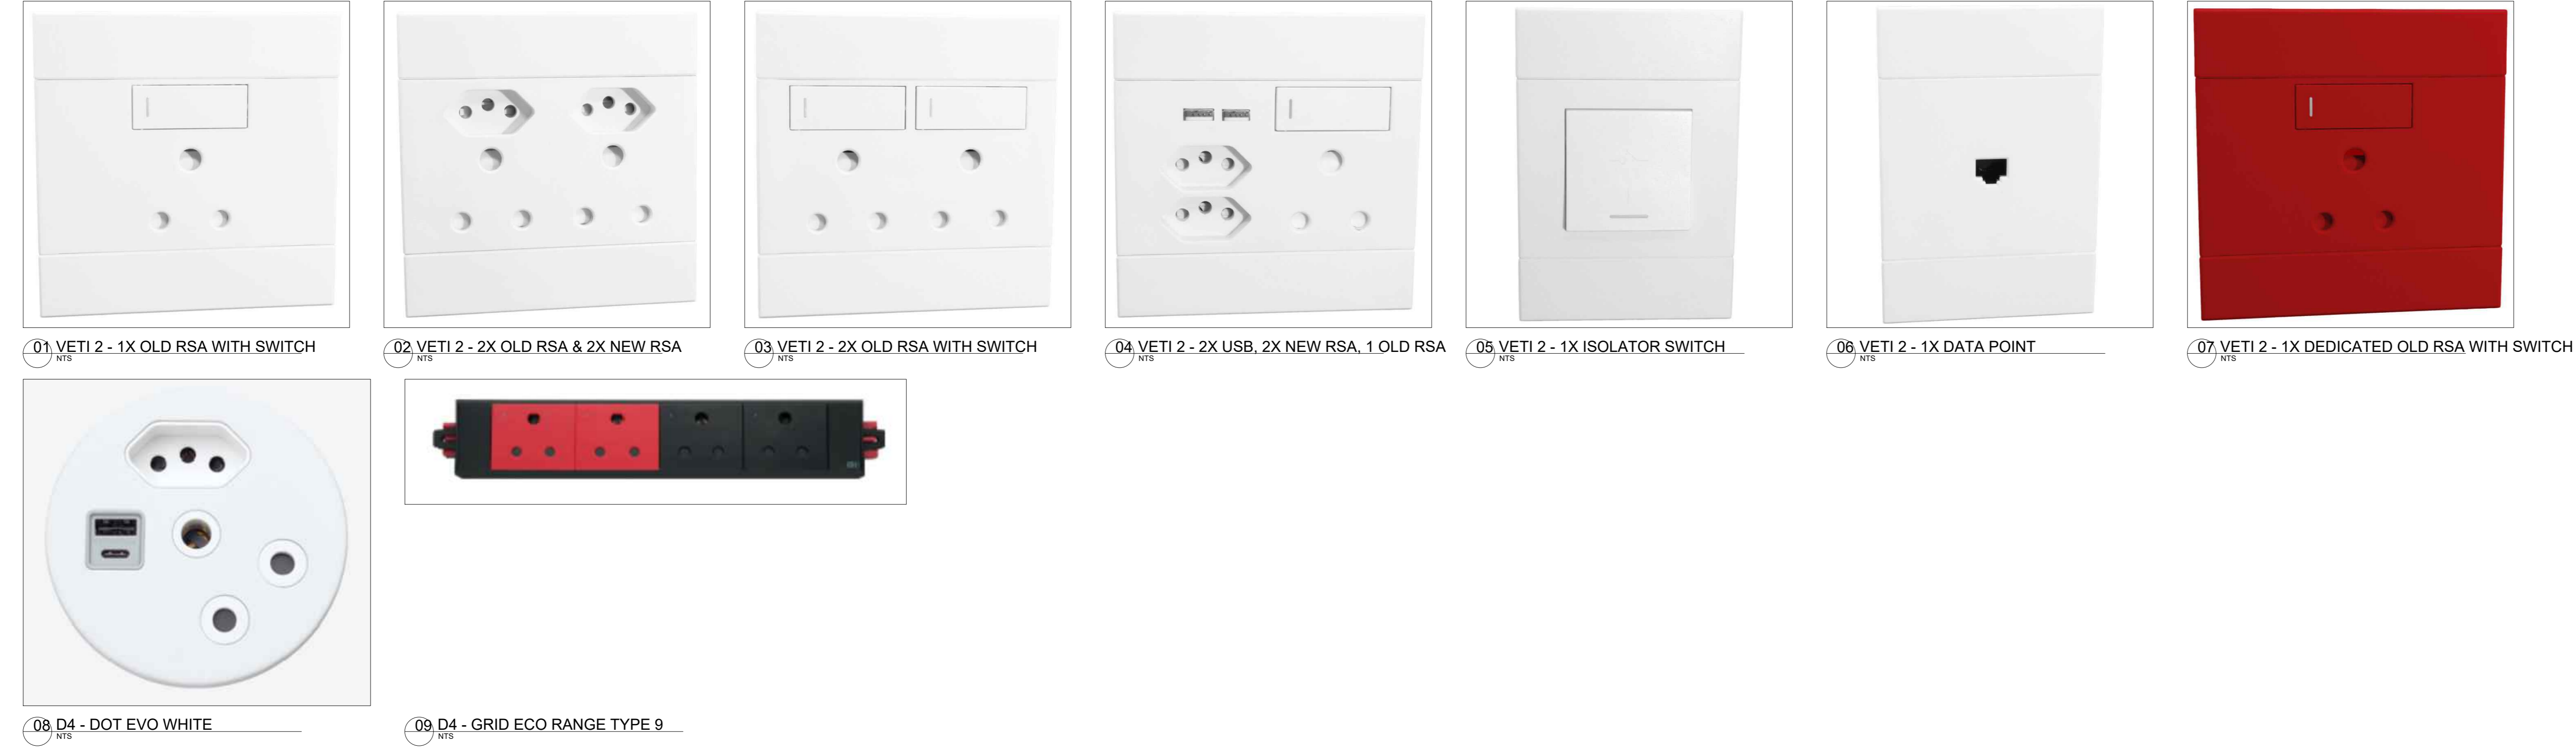 01 VETI 2 - 1X OLD RSA WITH SWITCH
NTS
02 VETI 2 - 2X OLD RSA & 2X NEW RSA
NTS
03 VETI 2 - 2X OLD RSA WITH SWITCH
NTS
04 VETI 2 - 2X USB, 2X NEW RSA, 1 OLD RSA
NTS
05 VETI 2 - 1X ISOLATOR SWITCH
NTS
06 VETI 2 - 1X DATA POINT
NTS
07 VETI 2 - 1X DEDICATED OLD RSA WITH SWITCH
NTS
08 D4 - DOT EVO WHITE
NTS
09 D4 - GRID ECO RANGE TYPE 9
NTS